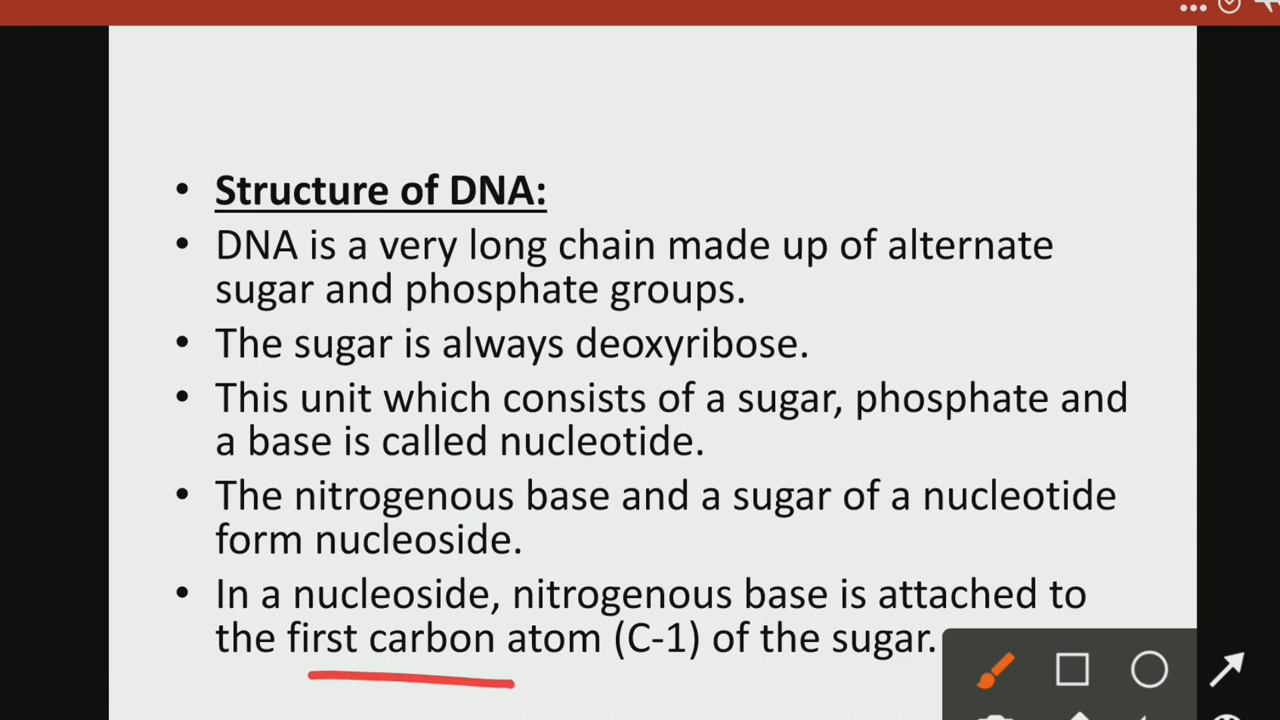 Structure of DNA:
DNA is a very long chain made up of alternate
sugar and phosphate groups.
The sugar is always deoxyribose.
This unit which consists of a sugar, phosphate and
a base is called nucleotide.
The nitrogenous base and a sugar of a nucleotide
form nucleoside.
In a nucleoside, nitrogenous base is attached to
the first carbon atom (C-1) of the sugar.